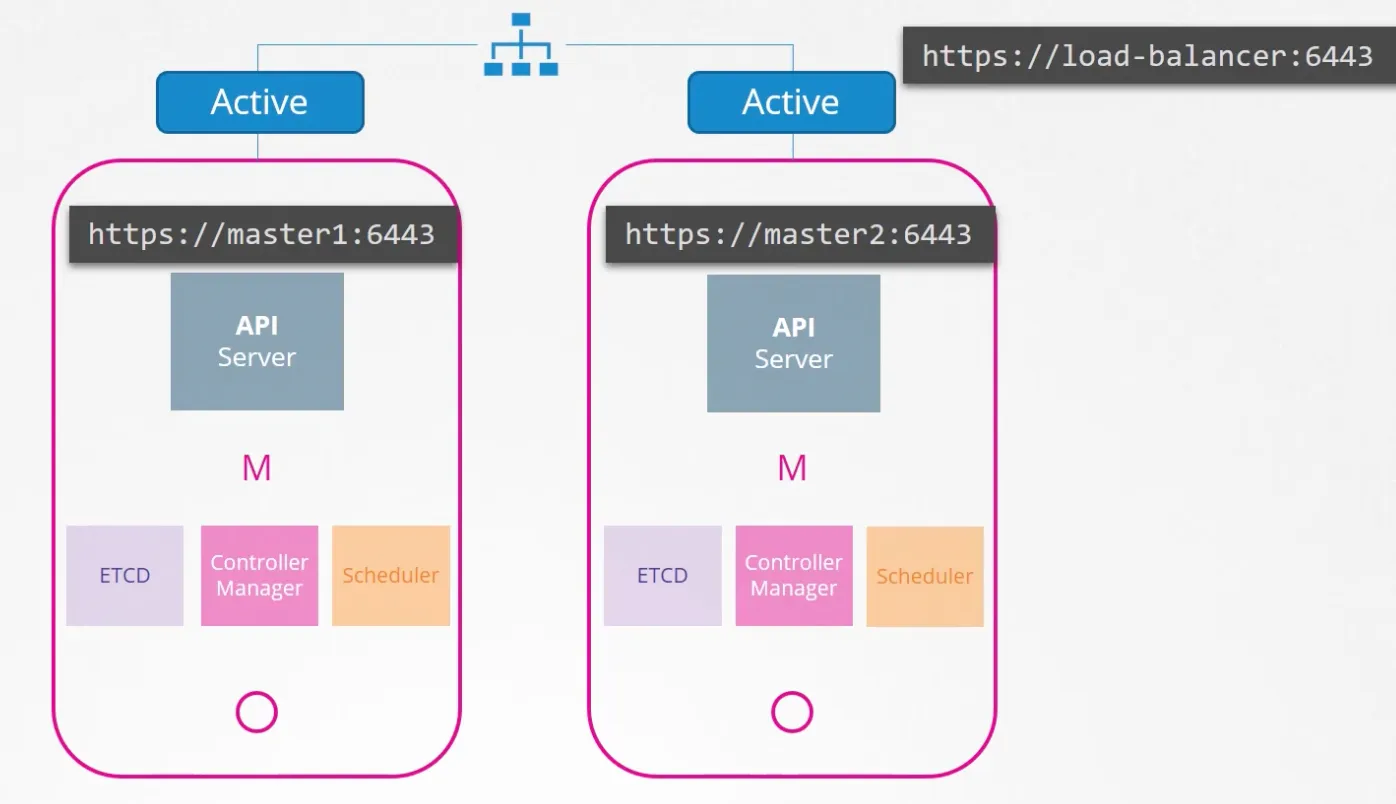 https://load-balancer:6443
Active
Active
https://master1:6443
https://master2:6443
API
Server
API
Server
M
M
ETCD
Controller
Manager
Scheduler
ETCD
Controller
Manager
Scheduler